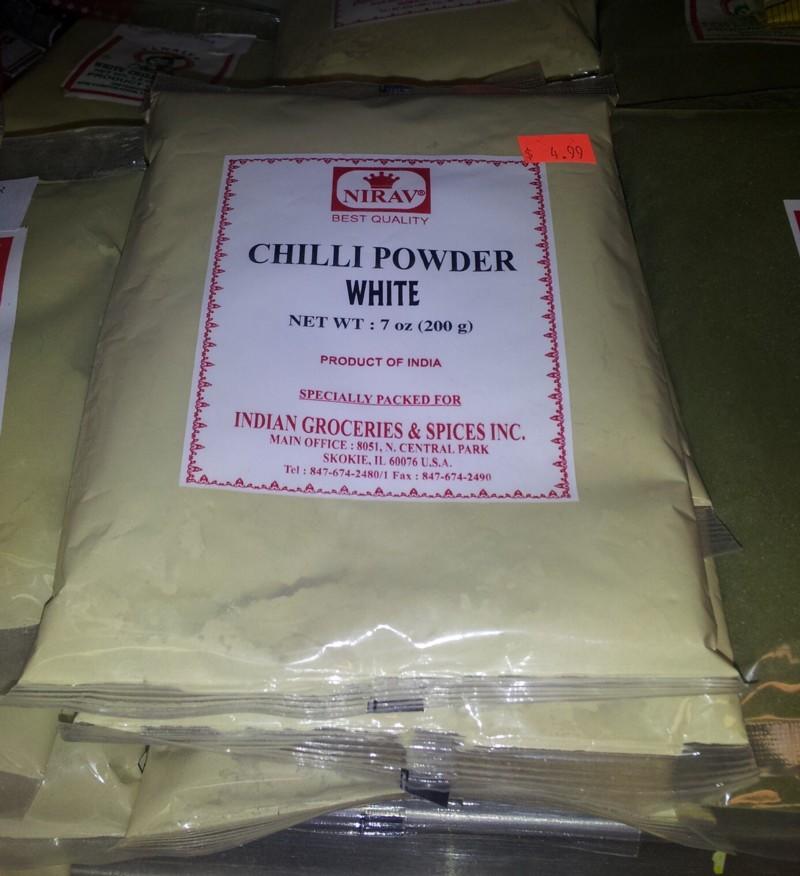 WHITE CHILLI
$ 4.99
NIRAV®
BEST QUALITY
CHILLI POWDER
WHITE
NET WT : 7 oz (200 g)
PRODUCT OF INDIA
SPECIALLY PACKED FOR
INDIAN GROCERIES & SPICES INC.
MAIN OFFICE : 8051, N. CENTRAL PARK
SKOKIE, IL 60076 U.S.A.
Tel : 847-674-2480/1 Fax : 847-674-2490